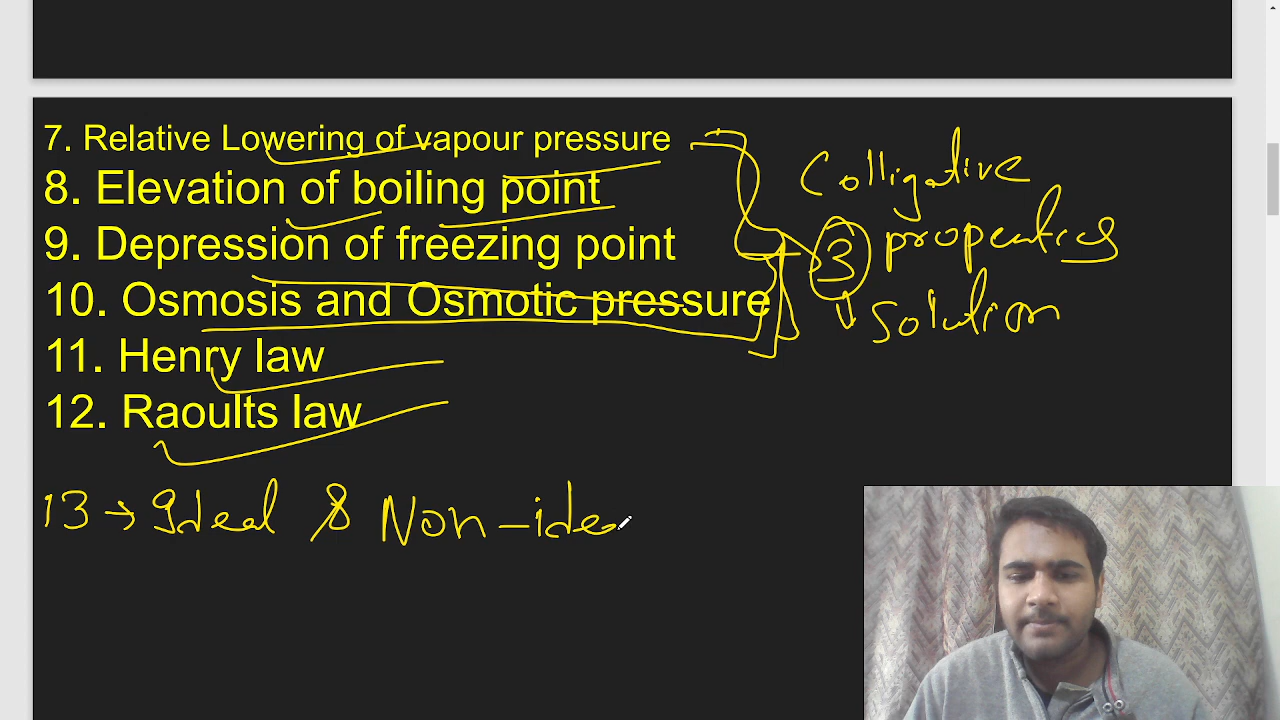 7. Relative Lowering of vapour pressure
8. Elevation of boiling point
9. Depression of freezing point
10. Osmosis and Osmotic pressure
11. Henry law
12. Raoults law
13 → Ideal & Non-idea
Colligative
3 properties
solution